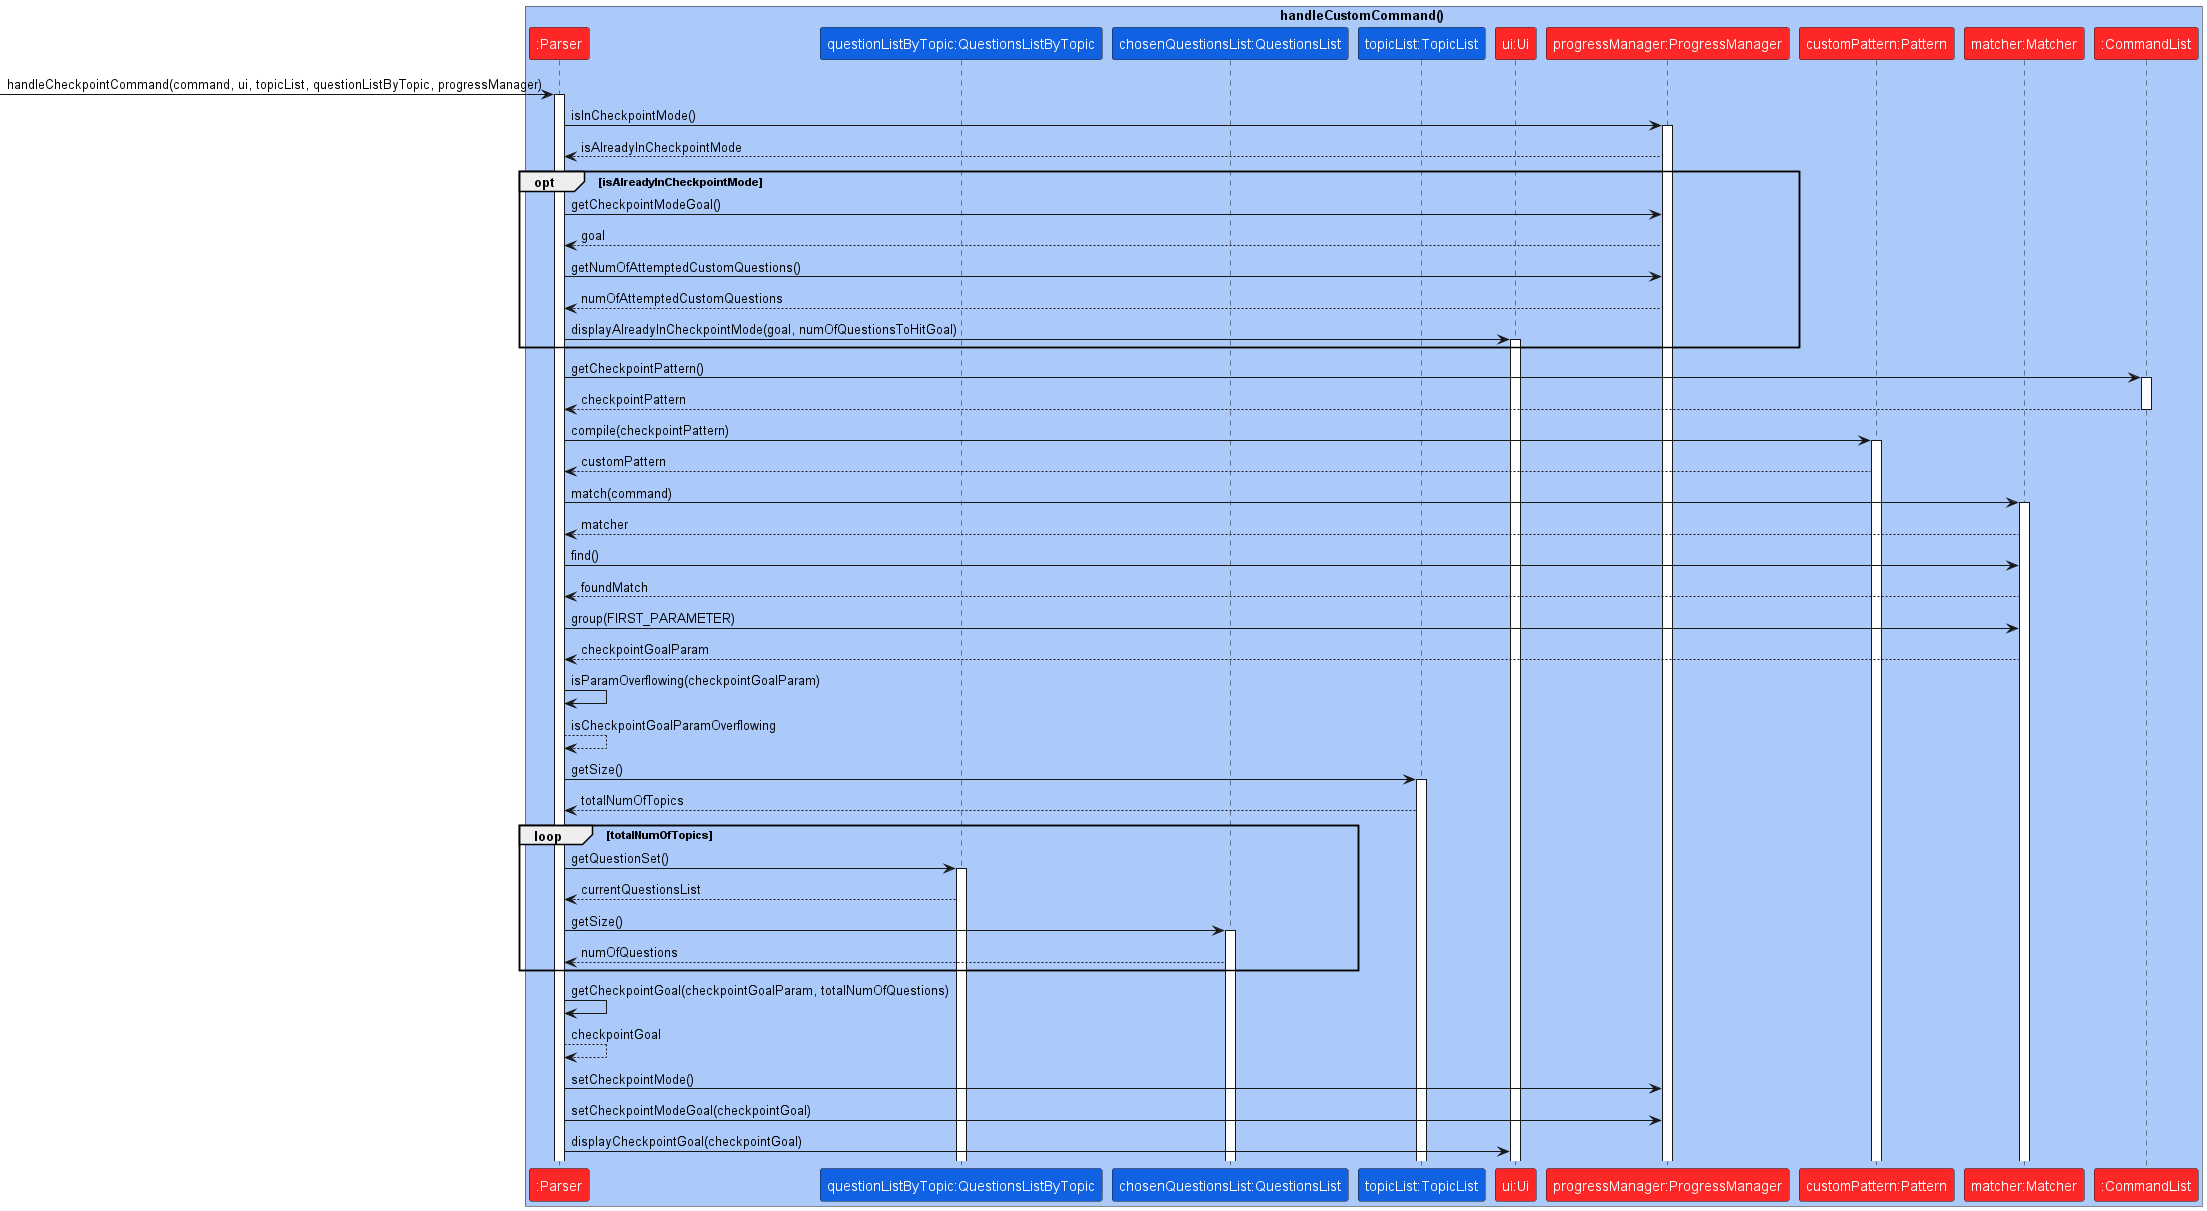 handleCustomCommand()
:Parser
questionListByTopic:QuestionsListByTopic
chosenQuestionsList:QuestionsList
topicList:TopicList
ui:Ui
progressManager:ProgressManager
customPattern:Pattern
matcher:Matcher
:CommandList
handleCheckpointCommand(command, ui, topicList, questionListByTopic, progressManager)
isInCheckpointMode()
isAlreadyInCheckpointMode
opt
[isAlreadyInCheckpointMode]
getCheckpointModeGoal()
goal
getNumOfAttemptedCustomQuestions()
numOfAttemptedCustomQuestions
displayAlreadyInCheckpointMode(goal, numOfQuestionsToHitGoal)
getCheckpointPattern()
checkpointPattern
compile(checkpointPattern)
customPattern
match(command)
matcher
find()
foundMatch
group(FIRST_PARAMETER)
checkpointGoalParam
isParamOverflowing(checkpointGoalParam)
isCheckpointGoalParamOverflowing
getSize()
totalNumOfTopics
loop
[totalNumOfTopics]
getQuestionSet()
currentQuestionsList
getSize()
numOfQuestions
getCheckpointGoal(checkpointGoalParam, totalNumOfQuestions)
checkpointGoal
setCheckpointMode()
setCheckpointModeGoal(checkpointGoal)
displayCheckpointGoal(checkpointGoal)
:Parser
questionListByTopic:QuestionsListByTopic
chosenQuestionsList:QuestionsList
topicList:TopicList
ui:Ui
progressManager:ProgressManager
customPattern:Pattern
matcher:Matcher
:CommandList